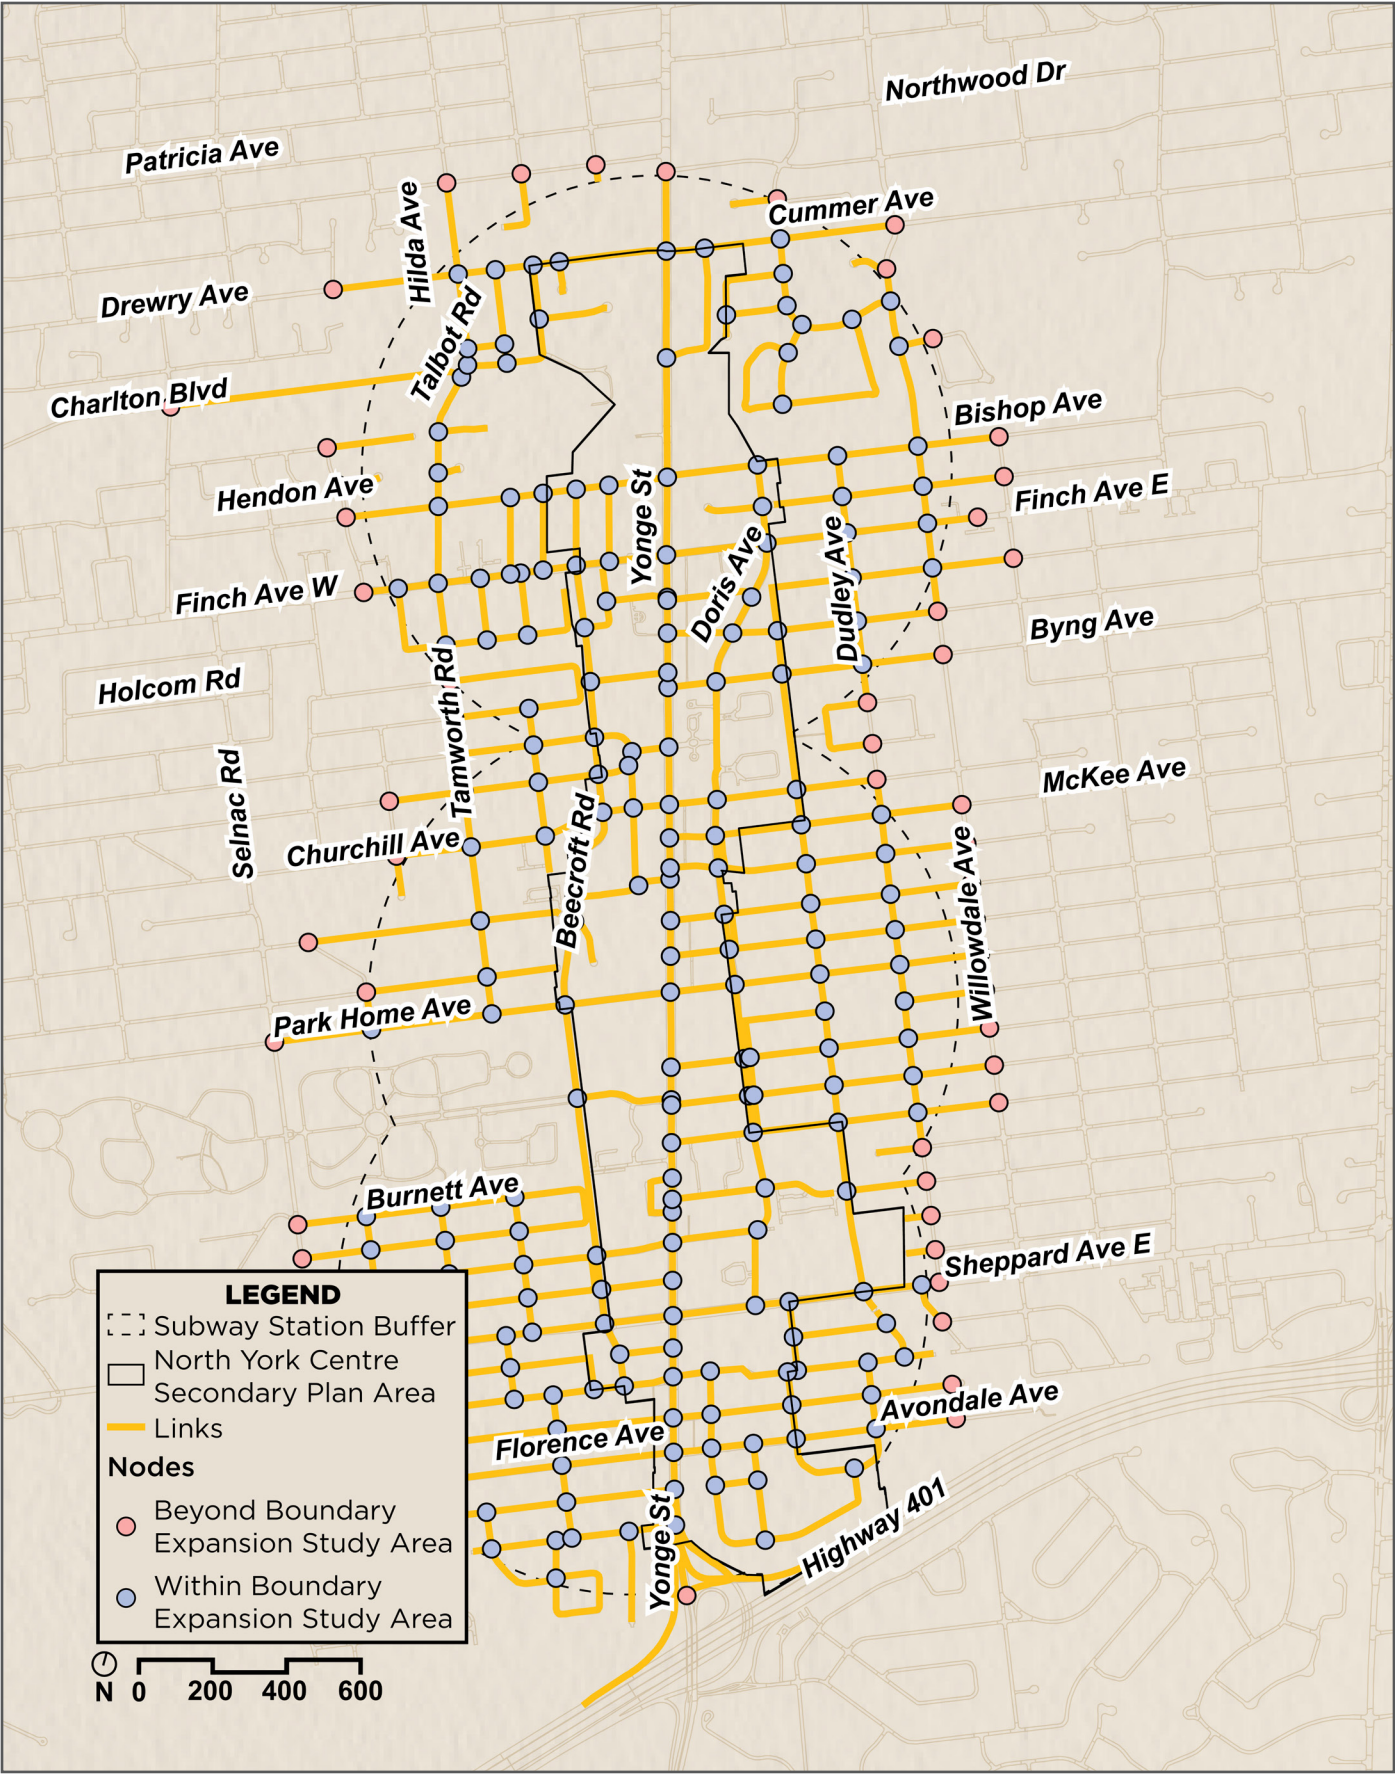 Northwood Dr
Patricia Ave
Hilda Ave
Cummer Ave
Drewry Ave
Talbot Rd
Charlton Blvd
Bishop Ave
Hendon Ave
Yonge St
Finch Ave E
Doris Ave
Dudley Ave
Finch Ave W
Byng Ave
Holcom Rd
Tamworth Rd
Selnac Rd
McKee Ave
Churchill Ave
Beecroft Rd
Willowdale Ave
Park Home Ave
Burnett Ave
Sheppard Ave E
Avondale Ave
Florence Ave
Yonge St
Highway 401
LEGEND
Subway Station Buffer
North York Centre
Secondary Plan Area
Links
Nodes
Beyond Boundary
Expansion Study Area
Within Boundary
Expansion Study Area
N 0 200 400 600